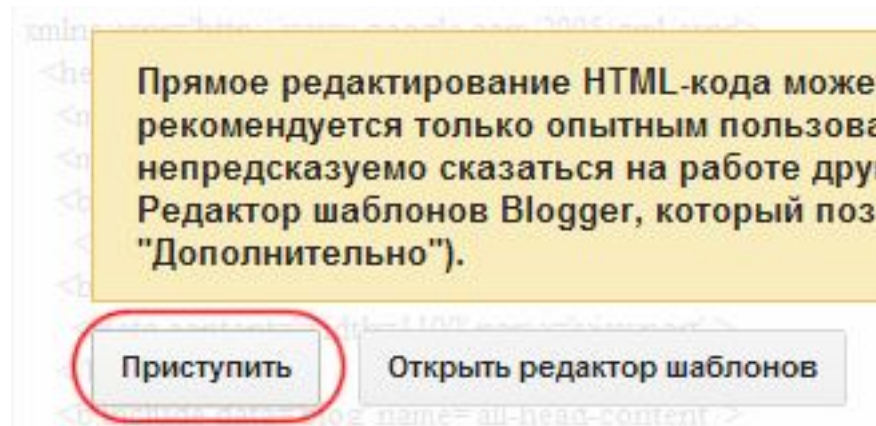 Прямое редактирование HTML-кода може
рекомендуется только опытным пользова
непредсказуемо сказаться на работе дру
Редактор шаблонов Blogger, который поз
"Дополнительно").
Приступить Открыть редактор шаблонов